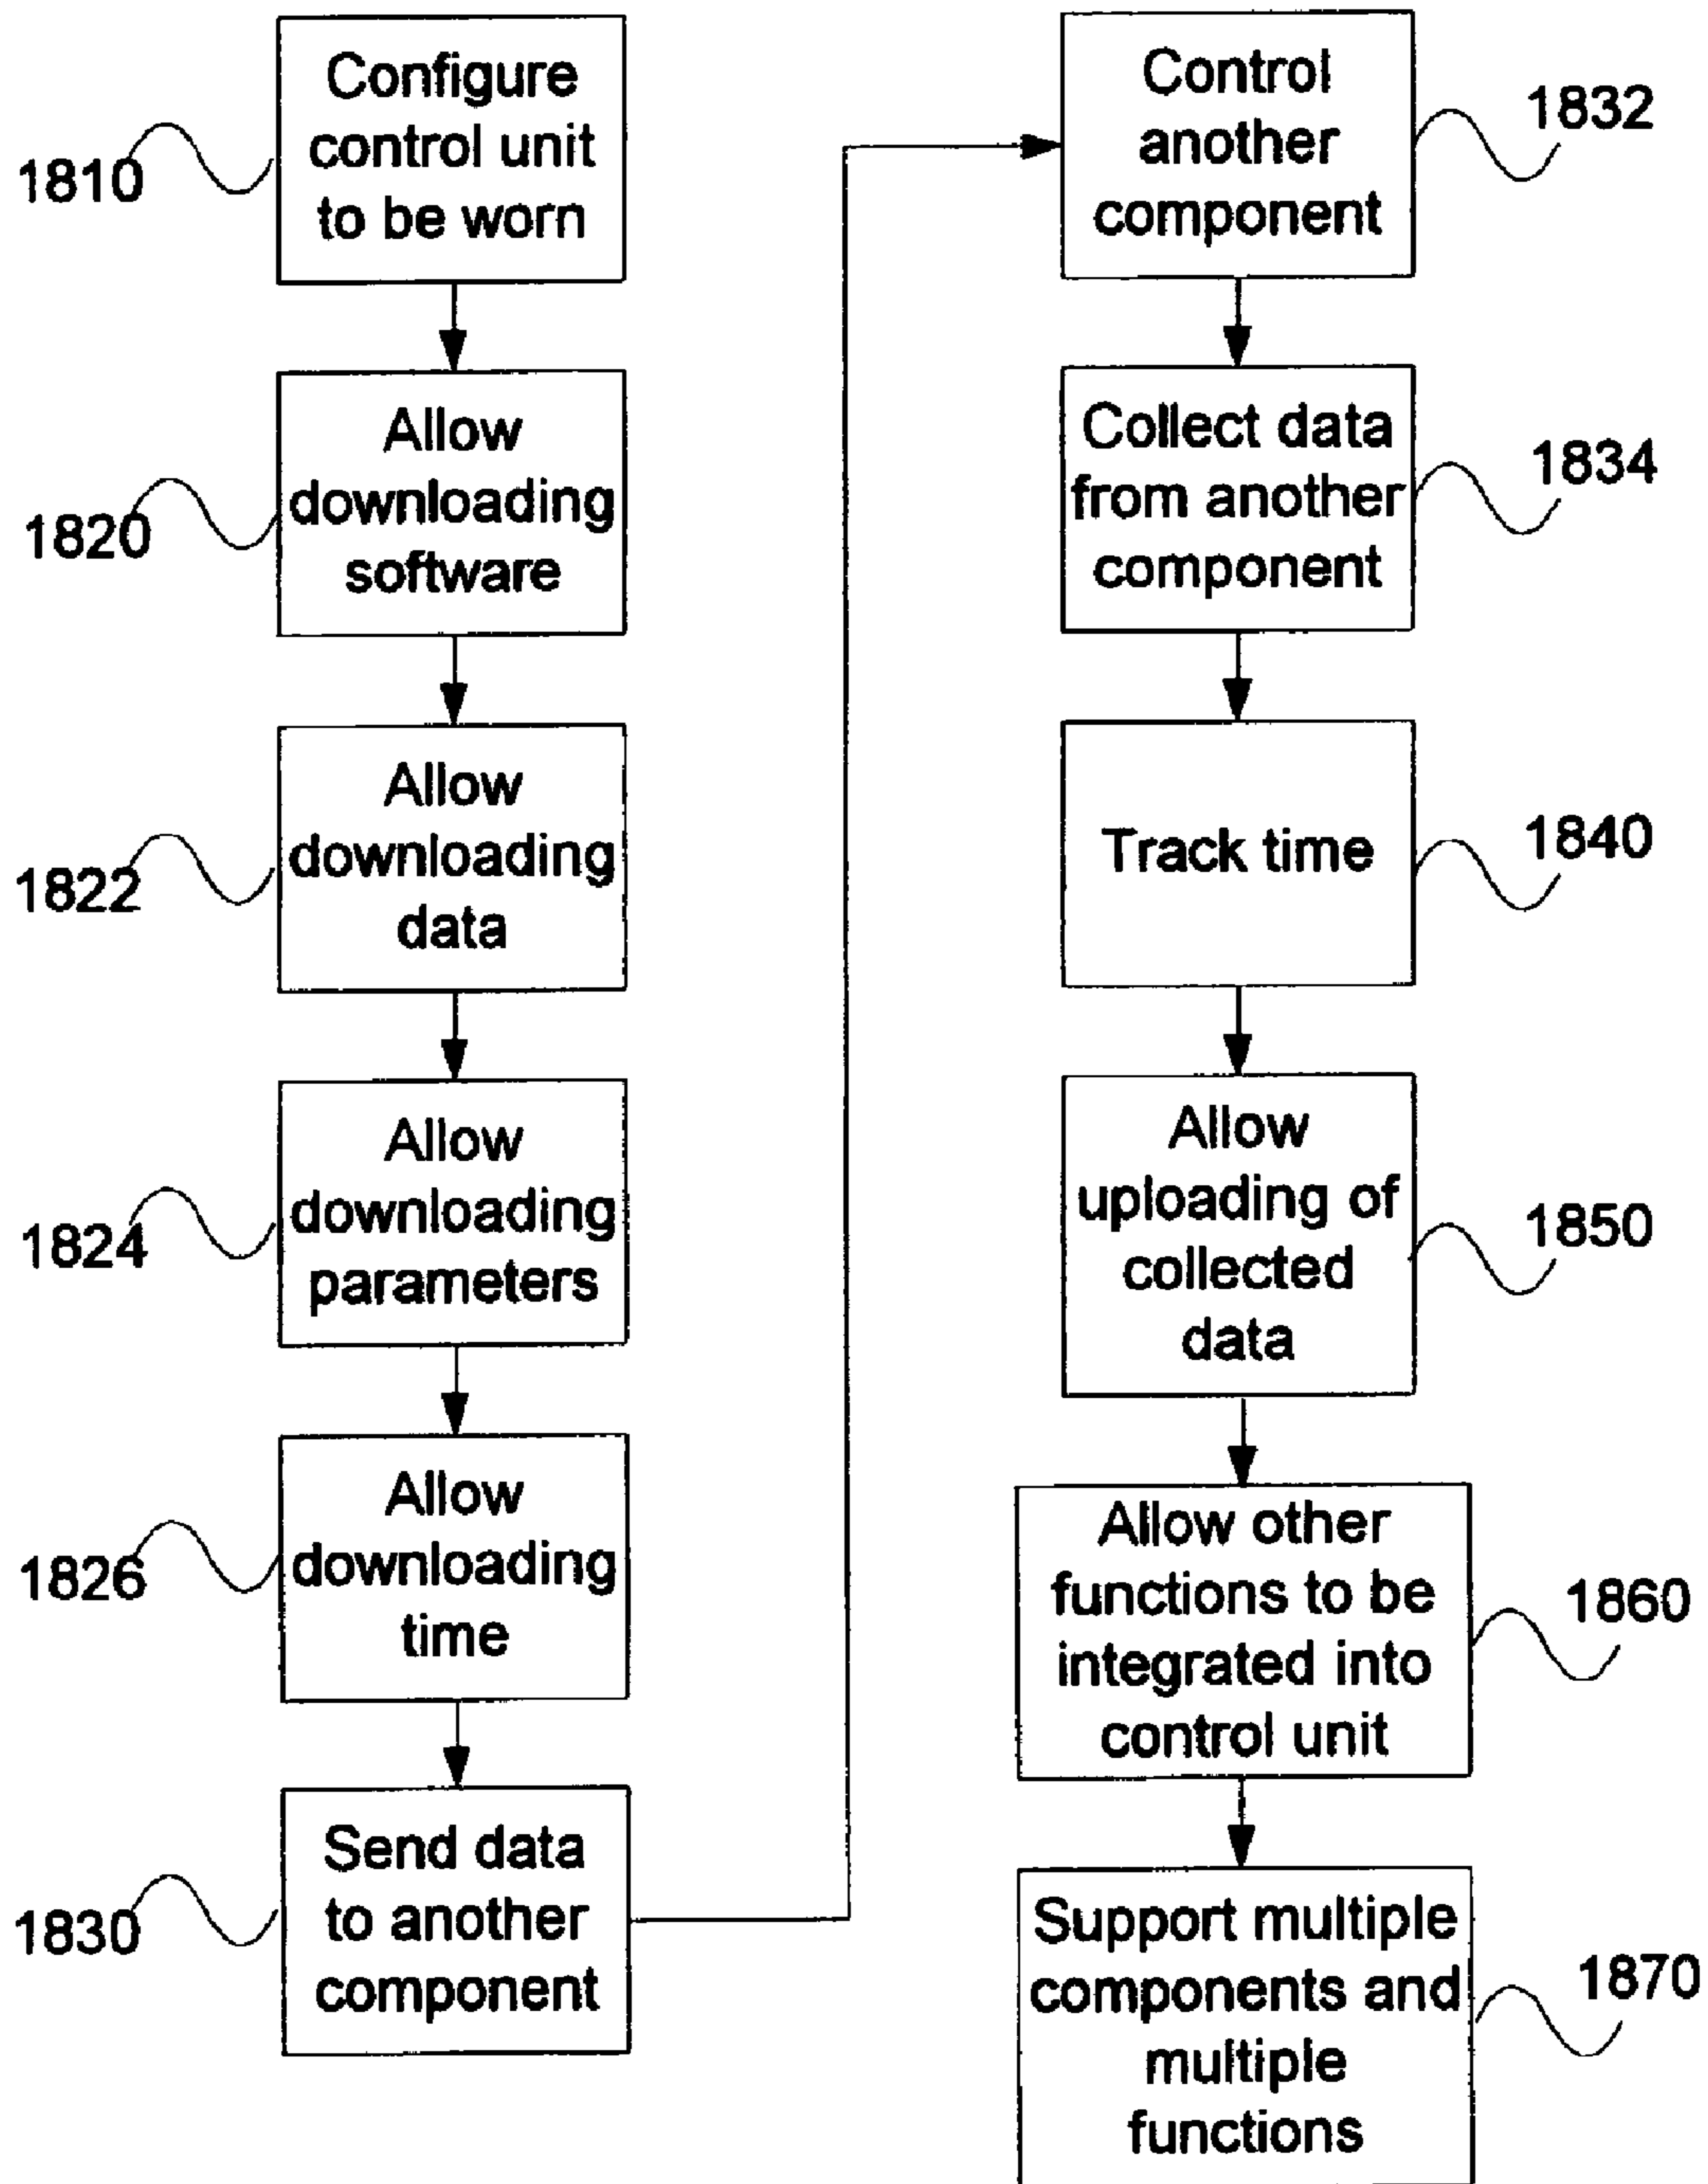 Configure
control unit
to be worn
1810
Allow
downloading
software
1820
Allow
downloading
data
1822
Allow
downloading
parameters
1824
Allow
downloading
time
1826
Send data
to another
component
1830
Control
another
component
1832
Collect data
from another
component
1834
Track time
1840
Allow
uploading of
collected
data
1850
Allow other
functions to be
integrated into
control unit
1860
Support multiple
components and
multiple
functions
1870